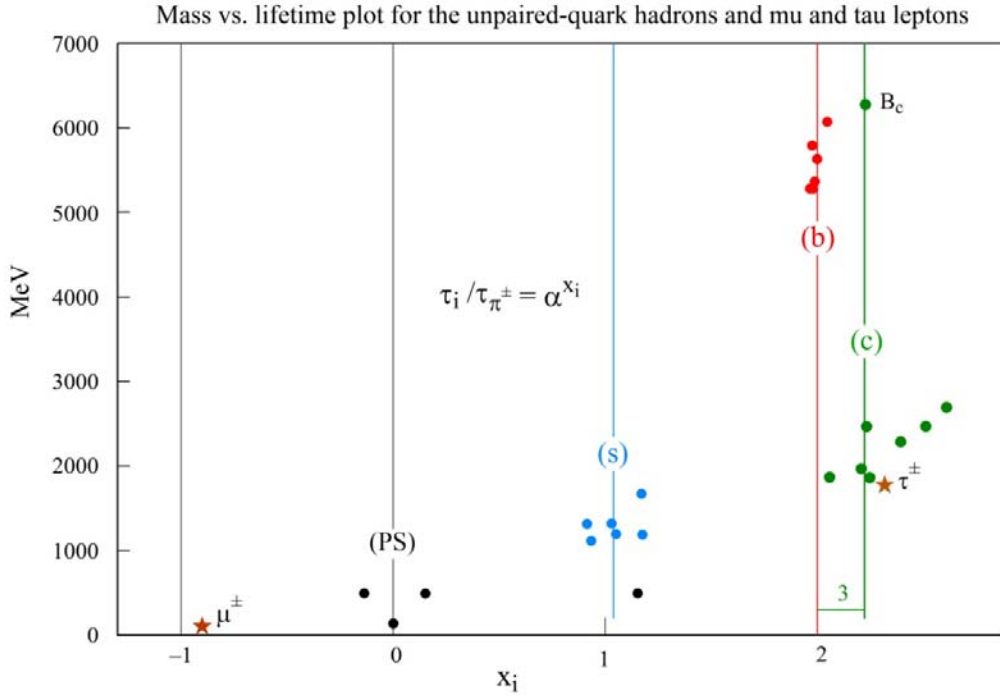 Mass vs. lifetime plot for the unpaired-quark hadrons and mu and tau leptons
7000
6000
5000
4000
3000
2000
1000
0
MeV
B_c
(b)
τ_i /τ_π± = α^x_i
(c)
(s)
τ±
(PS)
3
μ±
–1
0
1
2
x_i